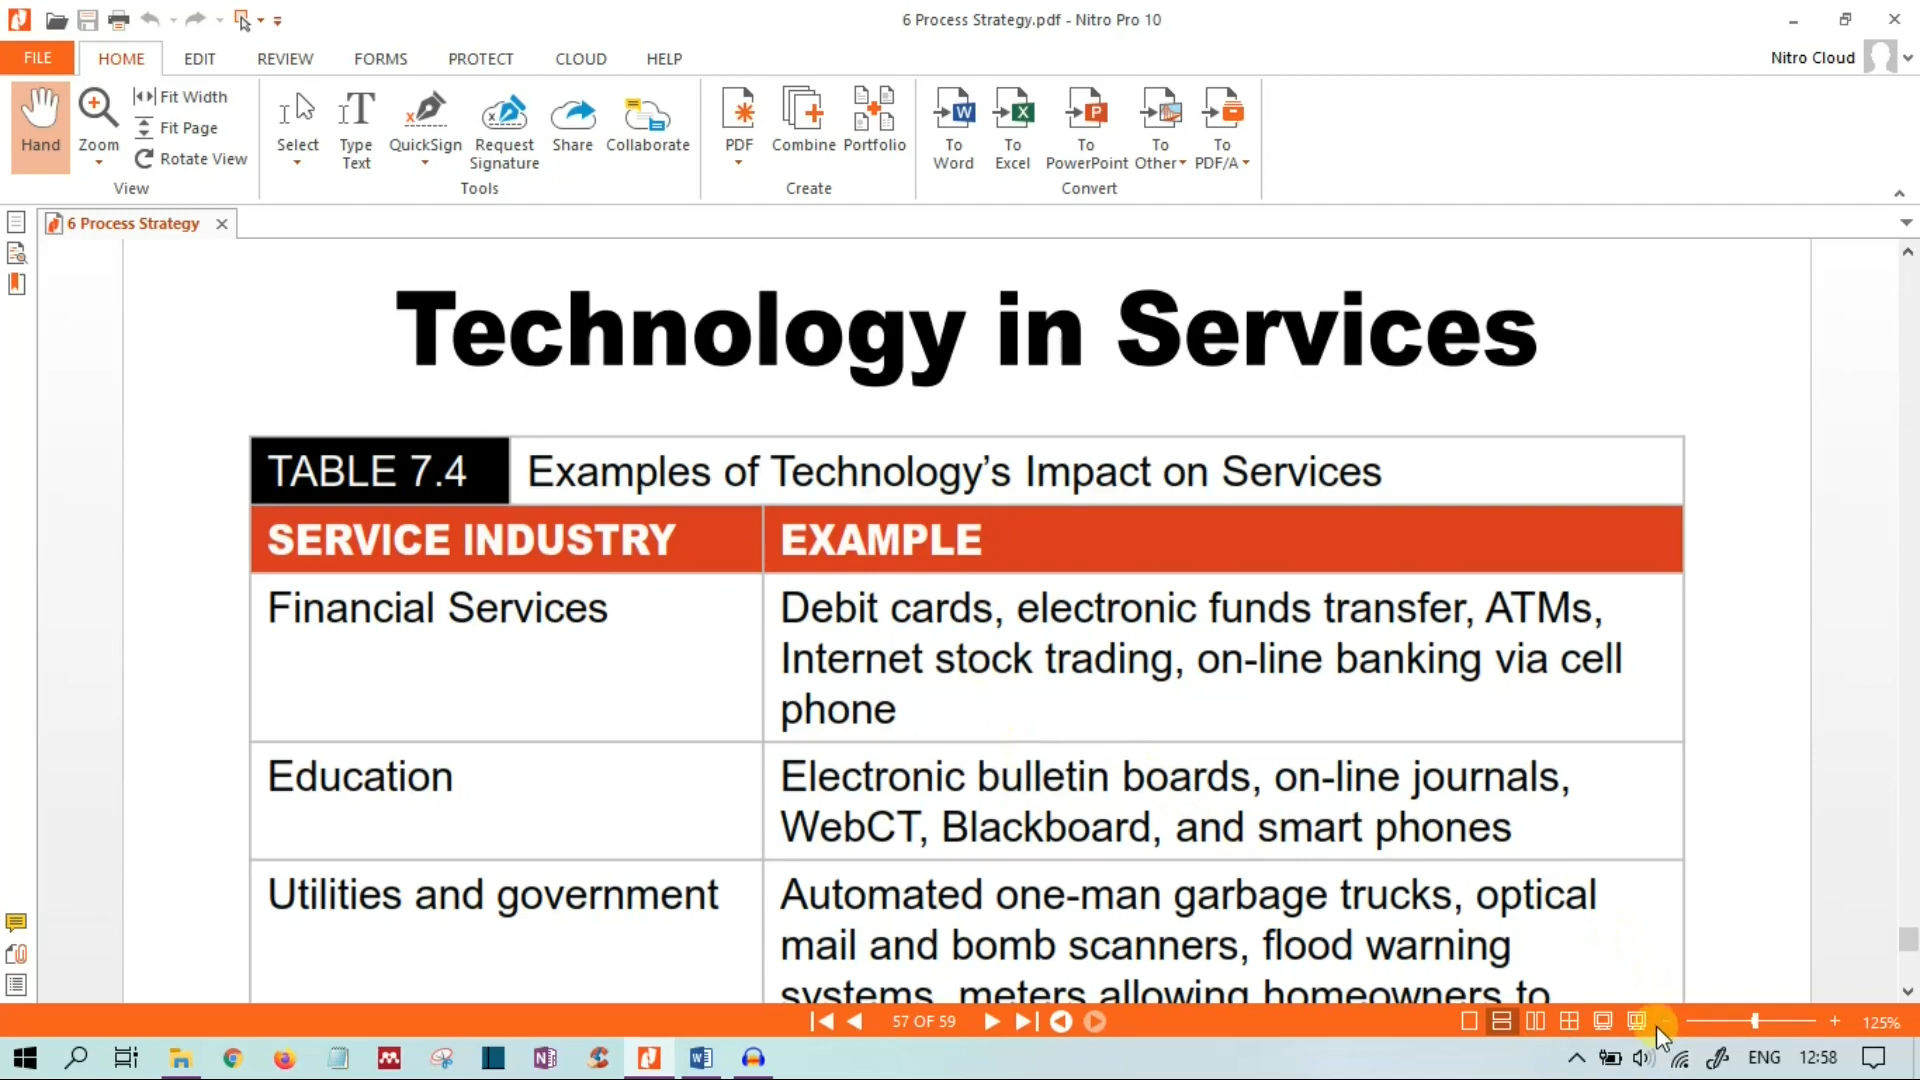 6 Process Strategy.pdf - Nitro Pro 10
FILE HOME EDIT REVIEW FORMS PROTECT CLOUD HELP
Nitro Cloud
Hand
Zoom
Fit Width
Fit Page
Rotate View
View
Select
Type Text
QuickSign
Request Signature
Share
Collaborate
Tools
PDF
Combine
Portfolio
Create
To Word
To Excel
To PowerPoint
To Other
To PDF/A
Convert
6 Process Strategy
Technology in Services
TABLE 7.4 Examples of Technology’s Impact on Services
SERVICE INDUSTRY EXAMPLE
Financial Services
Debit cards, electronic funds transfer, ATMs,
Internet stock trading, on-line banking via cell
phone
Education
Electronic bulletin boards, on-line journals,
WebCT, Blackboard, and smart phones
Utilities and government
Automated one-man garbage trucks, optical
mail and bomb scanners, flood warning
systems, meters allowing homeowners to
57 OF 59
125%
ENG 12:58